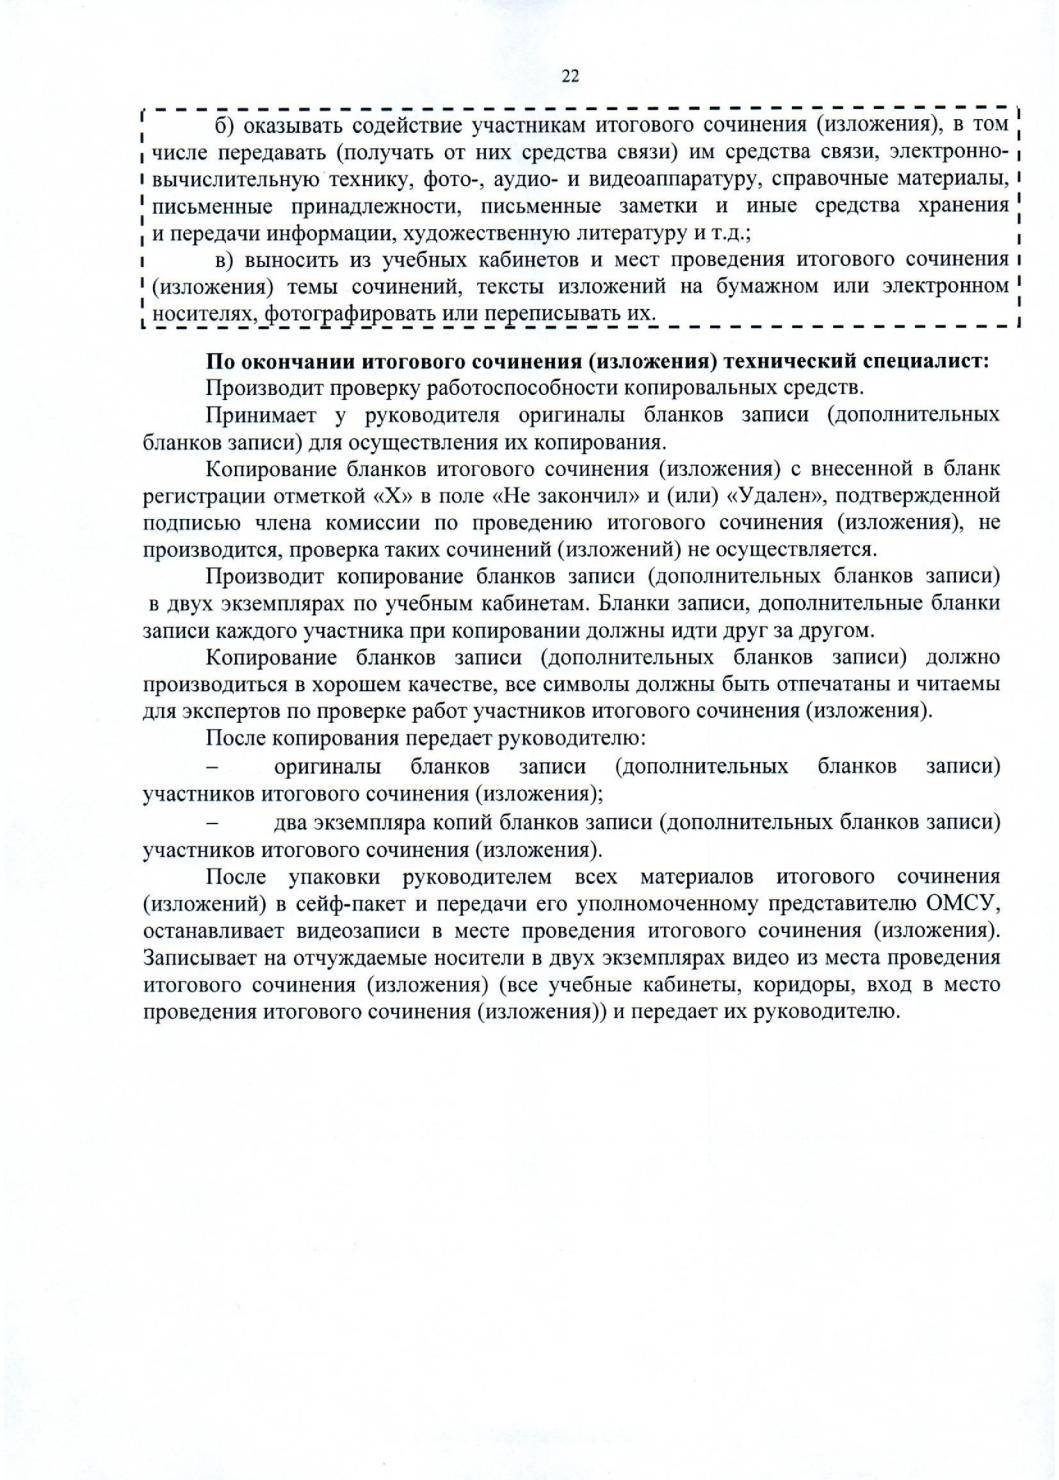 22
б) оказывать содействие участникам итогового сочинения (изложения), в том
числе передавать (получать от них средства связи) им средства связи, электронно-
вычислительную технику, фото-, аудио- и видеоаппаратуру, справочные материалы,
письменные принадлежности, письменные заметки и иные средства хранения
и передачи информации, художественную литературу и т.д.;
в) выносить из учебных кабинетов и мест проведения итогового сочинения
(изложения) темы сочинений, тексты изложений на бумажном или электронном
носителях, фотографировать или переписывать их.
По окончании итогового сочинения (изложения) технический специалист:
Производит проверку работоспособности копировальных средств.
Принимает у руководителя оригиналы бланков записи (дополнительных
бланков записи) для осуществления их копирования.
Копирование бланков итогового сочинения (изложения) с внесенной в бланк
регистрации отметкой «Х» в поле «Не закончил» и (или) «Удален», подтвержденной
подписью члена комиссии по проведению итогового сочинения (изложения), не
производится, проверка таких сочинений (изложений) не осуществляется.
Производит копирование бланков записи (дополнительных бланков записи)
в двух экземплярах по учебным кабинетам. Бланки записи, дополнительные бланки
записи каждого участника при копировании должны идти друг за другом.
Копирование бланков записи (дополнительных бланков записи) должно
производиться в хорошем качестве, все символы должны быть отпечатаны и читаемы
для экспертов по проверке работ участников итогового сочинения (изложения).
После копирования передает руководителю:
– оригиналы бланков записи (дополнительных бланков записи)
участников итогового сочинения (изложения);
– два экземпляра копий бланков записи (дополнительных бланков записи)
участников итогового сочинения (изложения).
После упаковки руководителем всех материалов итогового сочинения
(изложений) в сейф-пакет и передачи его уполномоченному представителю ОМСУ,
останавливает видеозаписи в месте проведения итогового сочинения (изложения).
Записывает на отчуждаемые носители в двух экземплярах видео из места проведения
итогового сочинения (изложения) (все учебные кабинеты, коридоры, вход в место
проведения итогового сочинения (изложения)) и передает их руководителю.